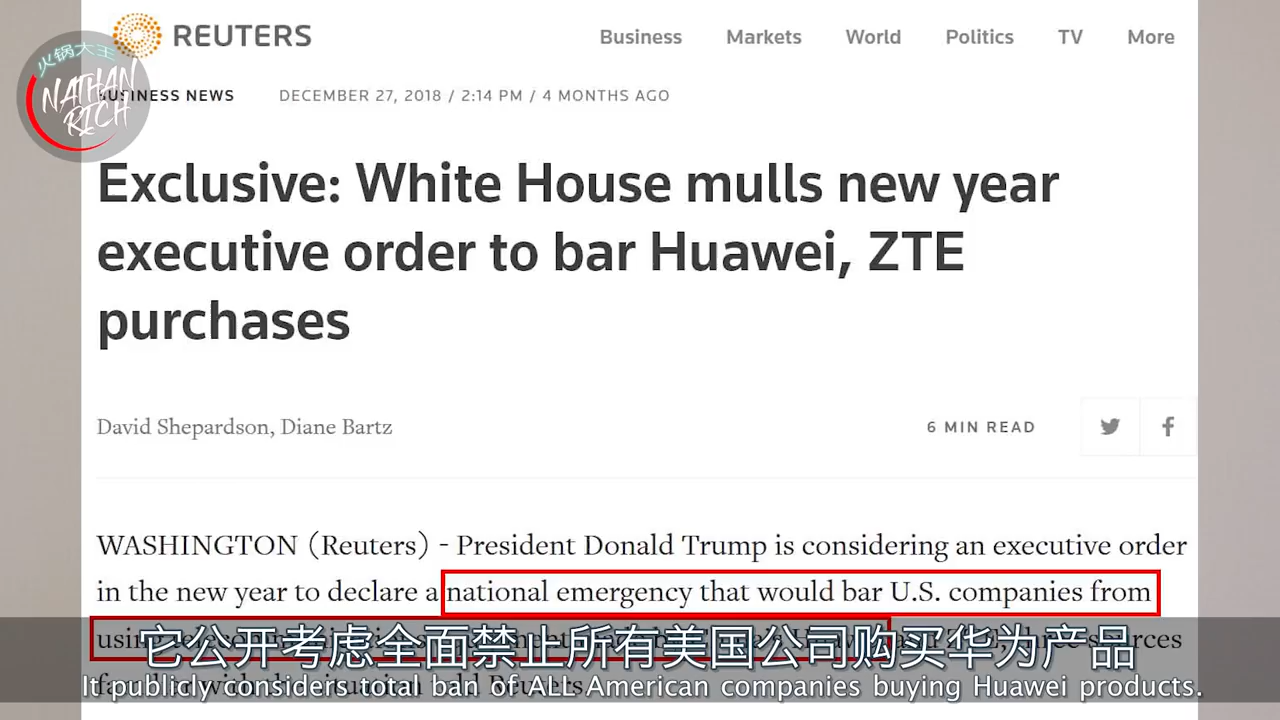 REUTERS
Business Markets World Politics TV More
火锅大王
NATHAN
RICH
BUSINESS NEWS DECEMBER 27, 2018 / 2:14 PM / 4 MONTHS AGO
Exclusive: White House mulls new year
executive order to bar Huawei, ZTE
purchases
David Shepardson, Diane Bartz
6 MIN READ
WASHINGTON (Reuters) - President Donald Trump is considering an executive order
in the new year to declare a national emergency that would bar U.S. companies from
using sources
它公开考虑全面禁止所有美国公司购买华为产品
It publicly considers total ban of ALL American companies buying Huawei products.